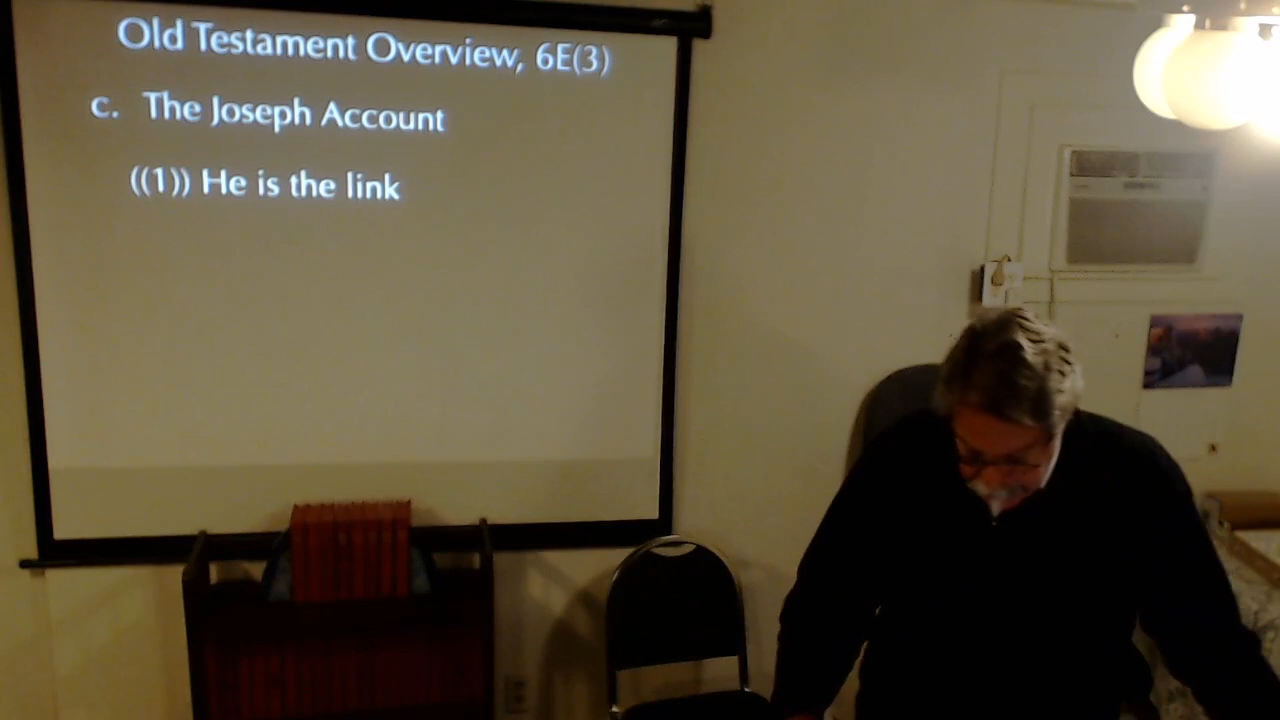 Old Testament Overview, 6E(3)
c. The Joseph Account
((1)) He is the link